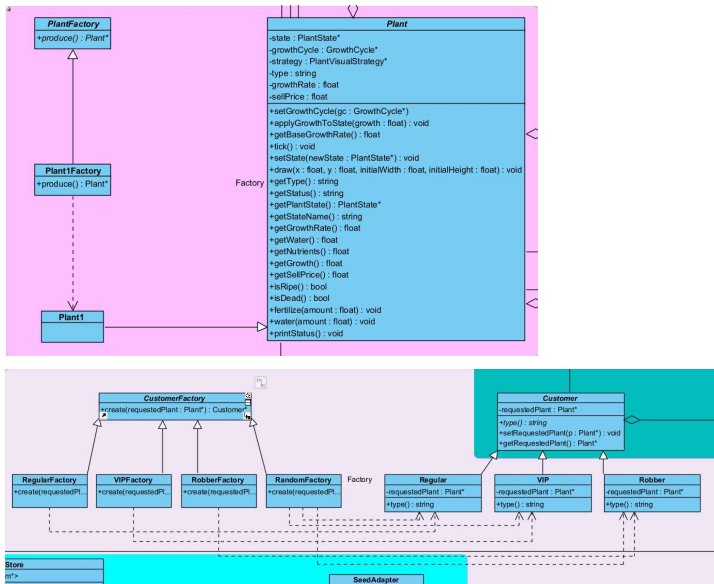 PlantFactory
+produce() : Plant*
Plant1Factory
+produce() : Plant*
Plant1
Factory
Plant
-state : PlantState*
-growthCycle : GrowthCycle*
-strategy : PlantVisualStrategy*
-type : string
-growthRate : float
-sellPrice : float
+setGrowthCycle(gc : GrowthCycle*)
+applyGrowthToState(growth : float) : void
+getBaseGrowthRate() : float
+tick() : void
+setState(newState : PlantState*) : void
+draw(x : float, y : float, initialWidth : float, initialHeight : float) : void
+getType() : string
+getStatus() : string
+getPlantState() : PlantState*
+getStateName() : string
+getGrowthRate() : float
+getWater() : float
+getNutrients() : float
+getGrowth() : float
+getSellPrice() : float
+isRipe() : bool
+isDead() : bool
+fertilize(amount : float) : void
+water(amount : float) : void
+printStatus() : void
CustomerFactory
+create(requestedPlant : Plant*) : Customer
RegularFactory
+create(requestedPl...
VIPFactory
+create(requestedPl...
RobberFactory
+create(requestedPl...
RandomFactory
+create(requestedPl...
Factory
Customer
-requestedPlant : Plant*
+type() : string
+setRequestedPlant(p : Plant*) : void
+getRequestedPlant() : Plant*
Regular
-requestedPlant : Plant*
+type() : string
VIP
-requestedPlant : Plant*
+type() : string
Robber
-requestedPlant : Plant*
+type() : string
Store
m*>
SeedAdapter